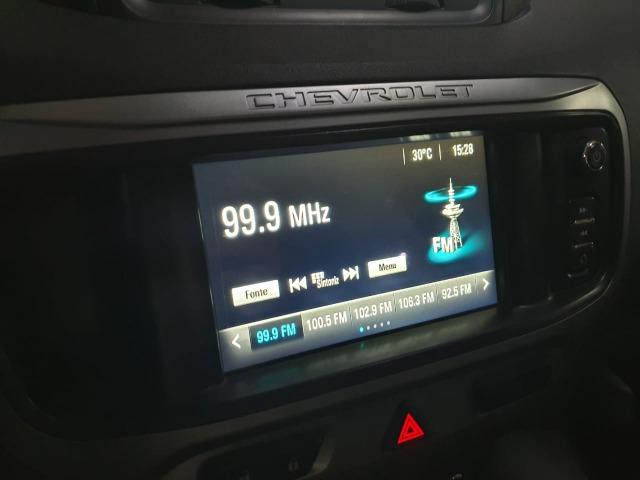 CHEVROLET
30°C 15:28
99.9 MHz
FM
Fonte Sintoniz Menu
99.9 FM 100.5 FM 102.9 FM 106.3 FM 92.5 FM